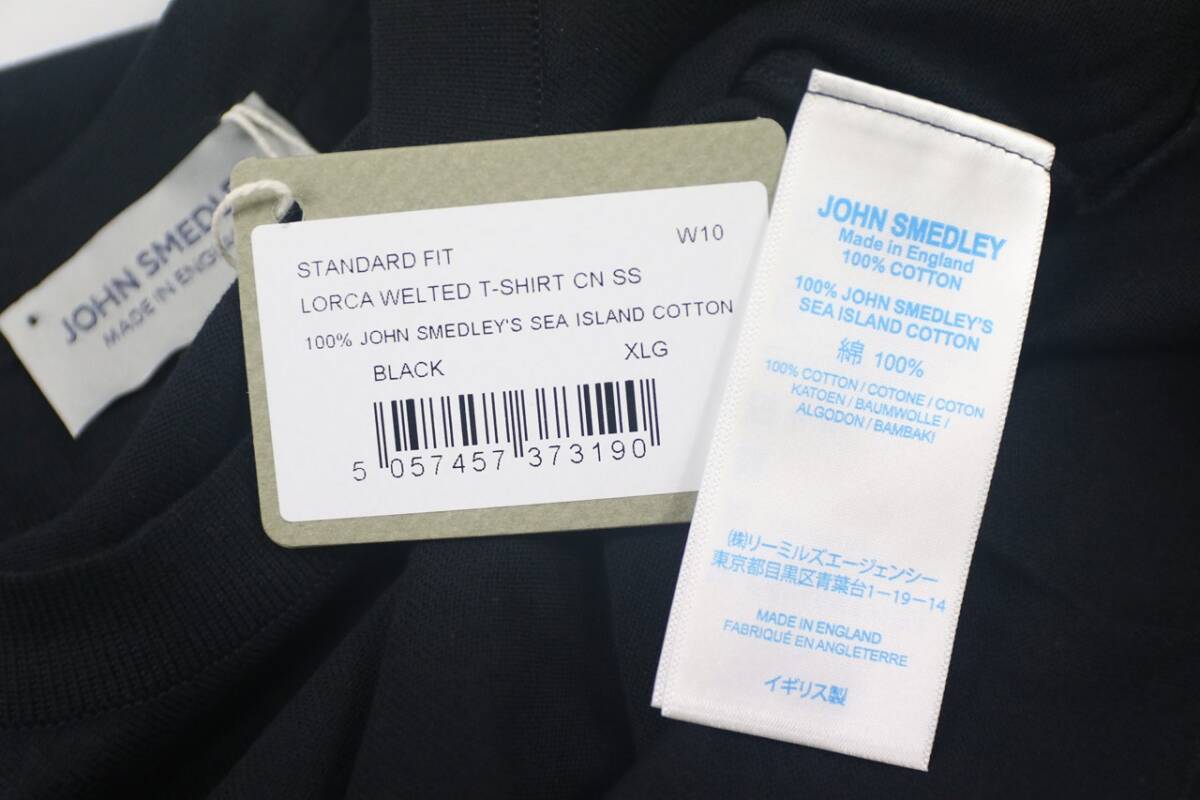 JOHN SMEDLE
MADE IN ENG
STANDARD FIT
W10
LORCA WELTED T-SHIRT CN SS
100% JOHN SMEDLEY'S SEA ISLAND COTTON
BLACK
XLG
5 057457 373190
JOHN SMEDLEY
Made in England
100% COTTON
100% JOHN SMEDLEY'S
SEA ISLAND COTTON
綿 100%
100% COTTON / COTONE / COTON
KATOEN / BAUMWOLLE /
ALGODON / BAMBAKI
(株)リーミルズエージェンシー
東京都目黒区青葉台1-19-14
MADE IN ENGLAND
FABRIQUÉ EN ANGLETERRE
イギリス製